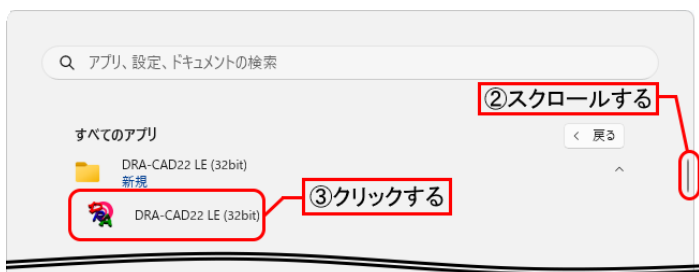 アプリ、設定、ドキュメントの検索
②スクロールする
すべてのアプリ
< 戻る
DRA-CAD22 LE (32bit)
新規
③クリックする
DRA-CAD22 LE (32bit)